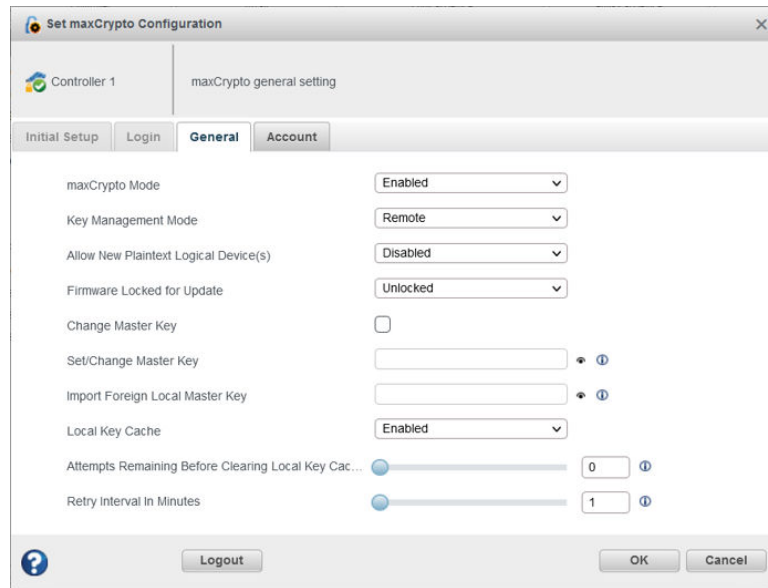 Set maxCrypto Configuration
Controller 1
maxCrypto general setting
Initial Setup Login General Account
maxCrypto Mode Enabled
Key Management Mode Remote
Allow New Plaintext Logical Device(s) Disabled
Firmware Locked for Update Unlocked
Change Master Key
Set/Change Master Key
Import Foreign Local Master Key
Local Key Cache Enabled
Attempts Remaining Before Clearing Local Key Cac... 0
Retry Interval In Minutes 1
Logout OK Cancel